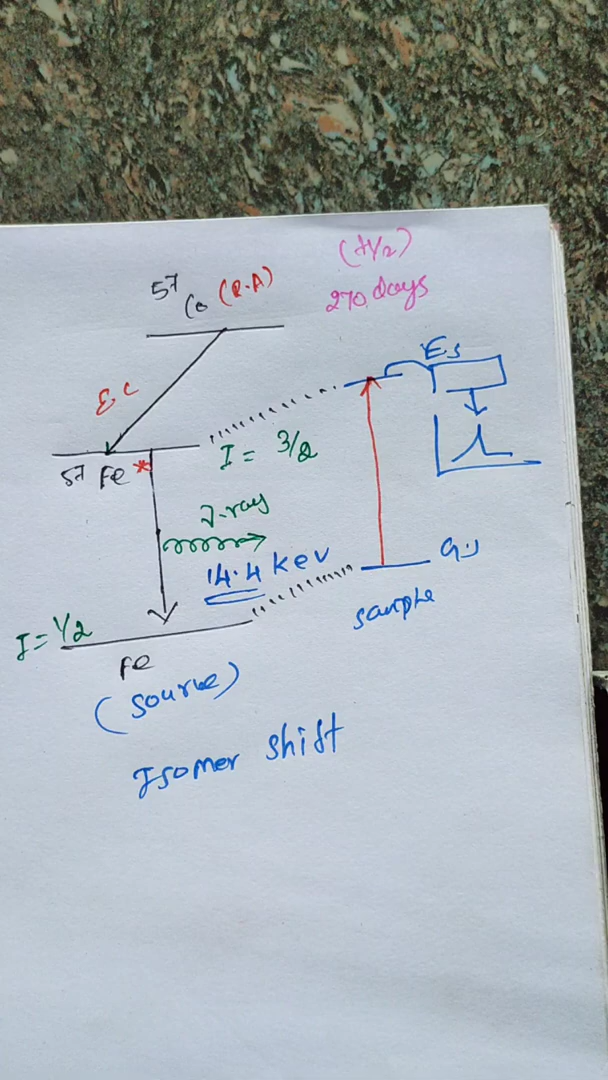 (t1/2)
57 Co (R.A)
270 days
E.C
Es
57 Fe*
I = 3/2
γ-ray
14.4 kev
G.S
I = 1/2
Fe
sample
(source)
Isomer shift